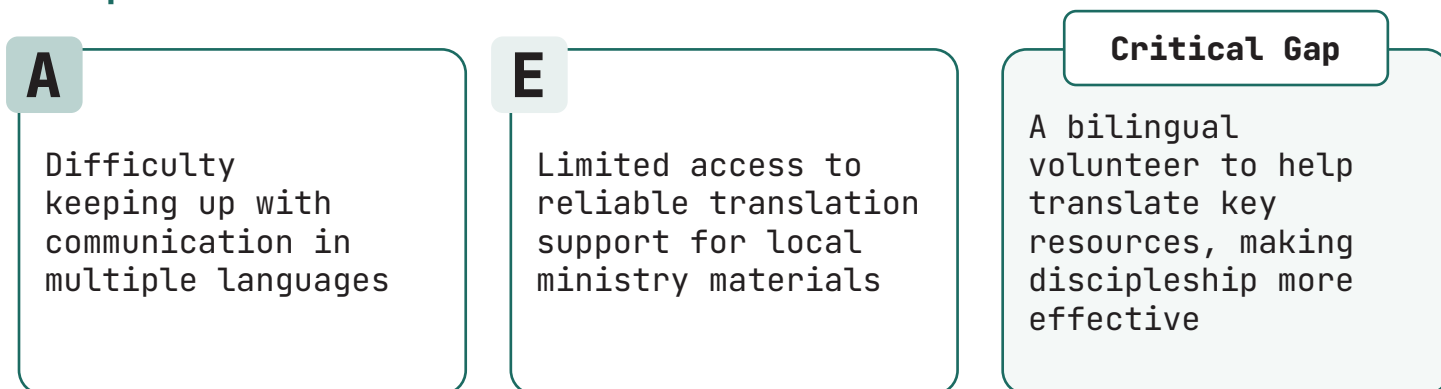 A
Difficulty
keeping up with
communication in
multiple languages
E
Limited access to
reliable translation
support for local
ministry materials
Critical Gap
A bilingual
volunteer to help
translate key
resources, making
discipleship more
effective